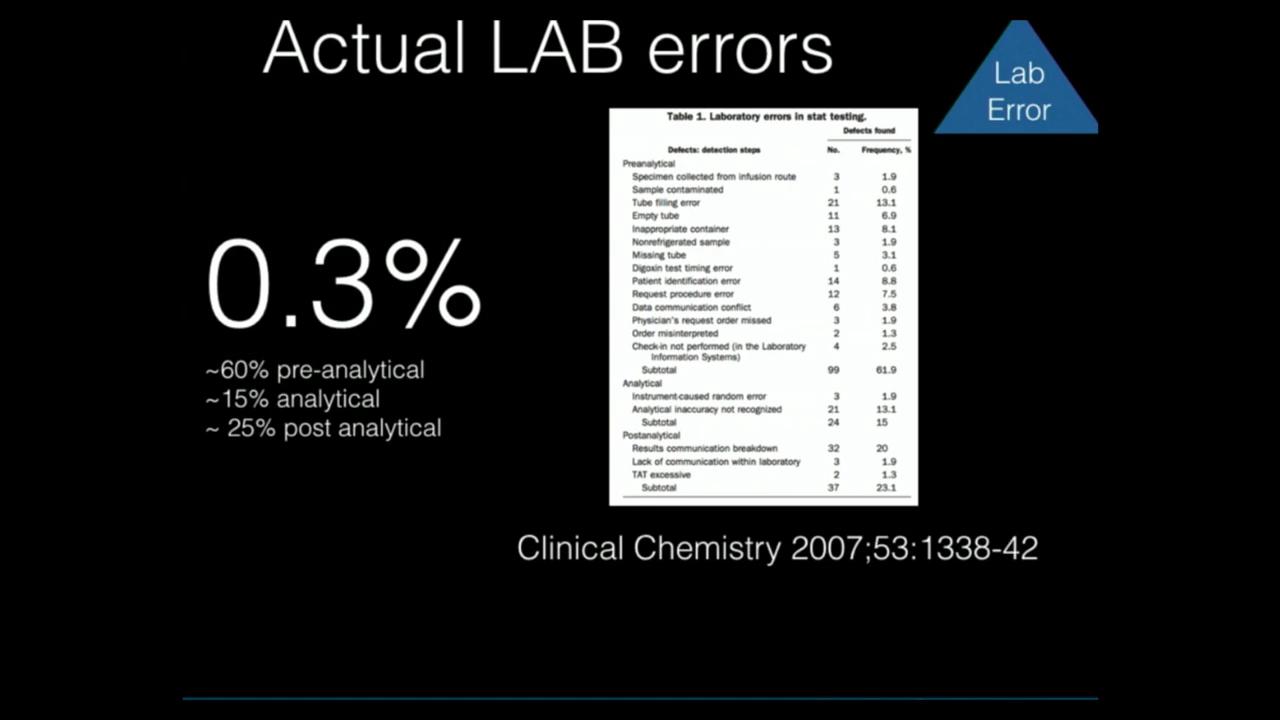 Actual LAB errors
Lab
Error
0.3%
~60% pre-analytical
~15% analytical
~ 25% post analytical
Table 1. Laboratory errors in stat testing.
Defects found
Defects: detection steps No. Frequency, %
Preanalytical
Specimen collected from infusion route 3 1.9
Sample contaminated 1 0.6
Tube filling error 21 13.1
Empty tube 11 6.9
Inappropriate container 13 8.1
Nonrefrigerated sample 3 1.9
Missing tube 5 3.1
Digoxin test timing error 1 0.6
Patient identification error 14 8.8
Request procedure error 12 7.5
Data communication conflict 6 3.8
Physician's request order missed 3 1.9
Order misinterpreted 2 1.3
Check-in not performed (in the Laboratory 4 2.5
Information Systems)
Subtotal 99 61.9
Analytical
Instrument-caused random error 3 1.9
Analytical inaccuracy not recognized 21 13.1
Subtotal 24 15
Postanalytical
Results communication breakdown 32 20
Lack of communication within laboratory 3 1.9
TAT excessive 2 1.3
Subtotal 37 23.1
Clinical Chemistry 2007;53:1338-42